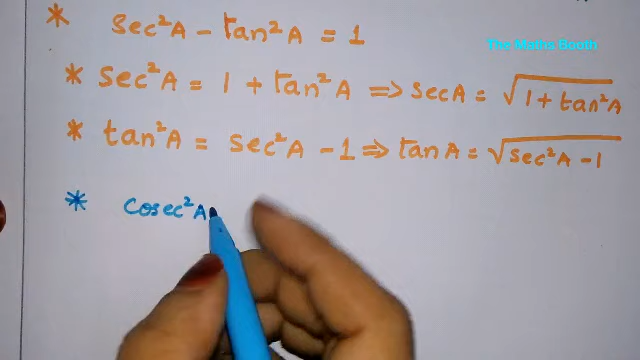 * sec²A - tan²A = 1
The Maths Booth
* sec²A = 1 + tan²A ⟹ secA = √(1 + tan²A)
* tan²A = sec²A - 1 ⟹ tanA = √(sec²A - 1)
* cosec²A